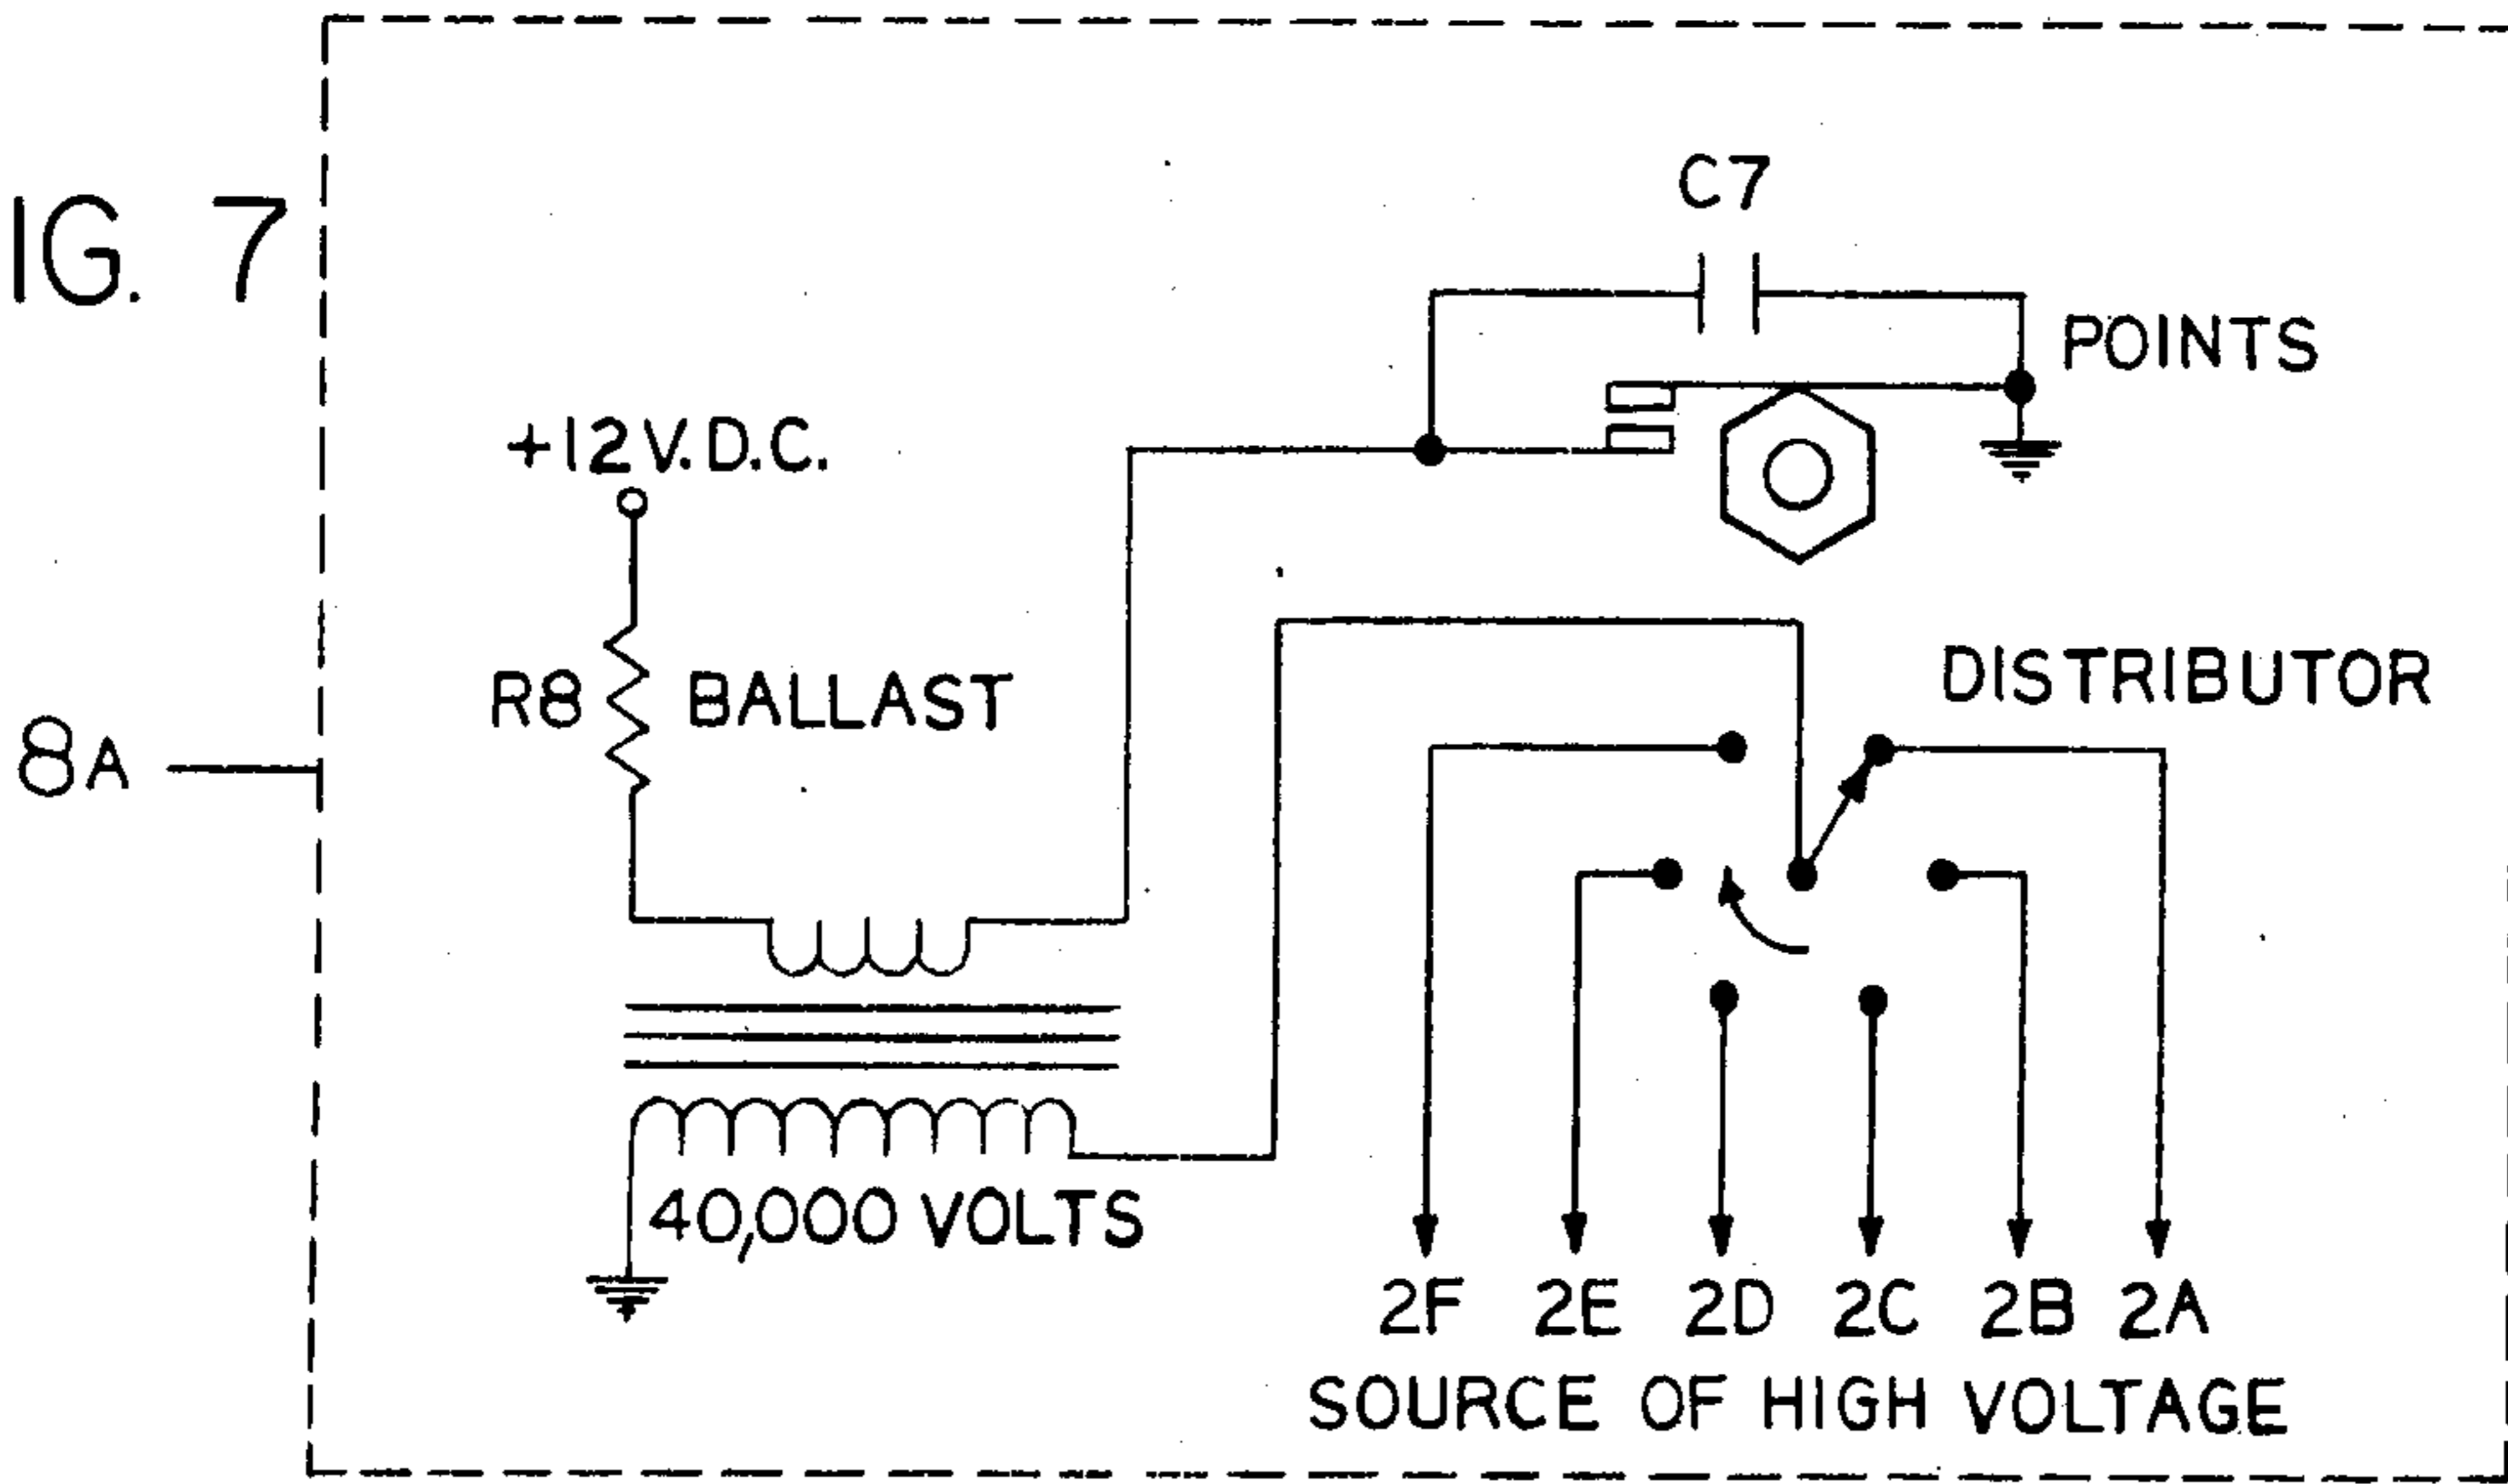 IG. 7
C7
POINTS
+12V.D.C.
R8 BALLAST
DISTRIBUTOR
8A
40,000 VOLTS
2F 2E 2D 2C 2B 2A
SOURCE OF HIGH VOLTAGE